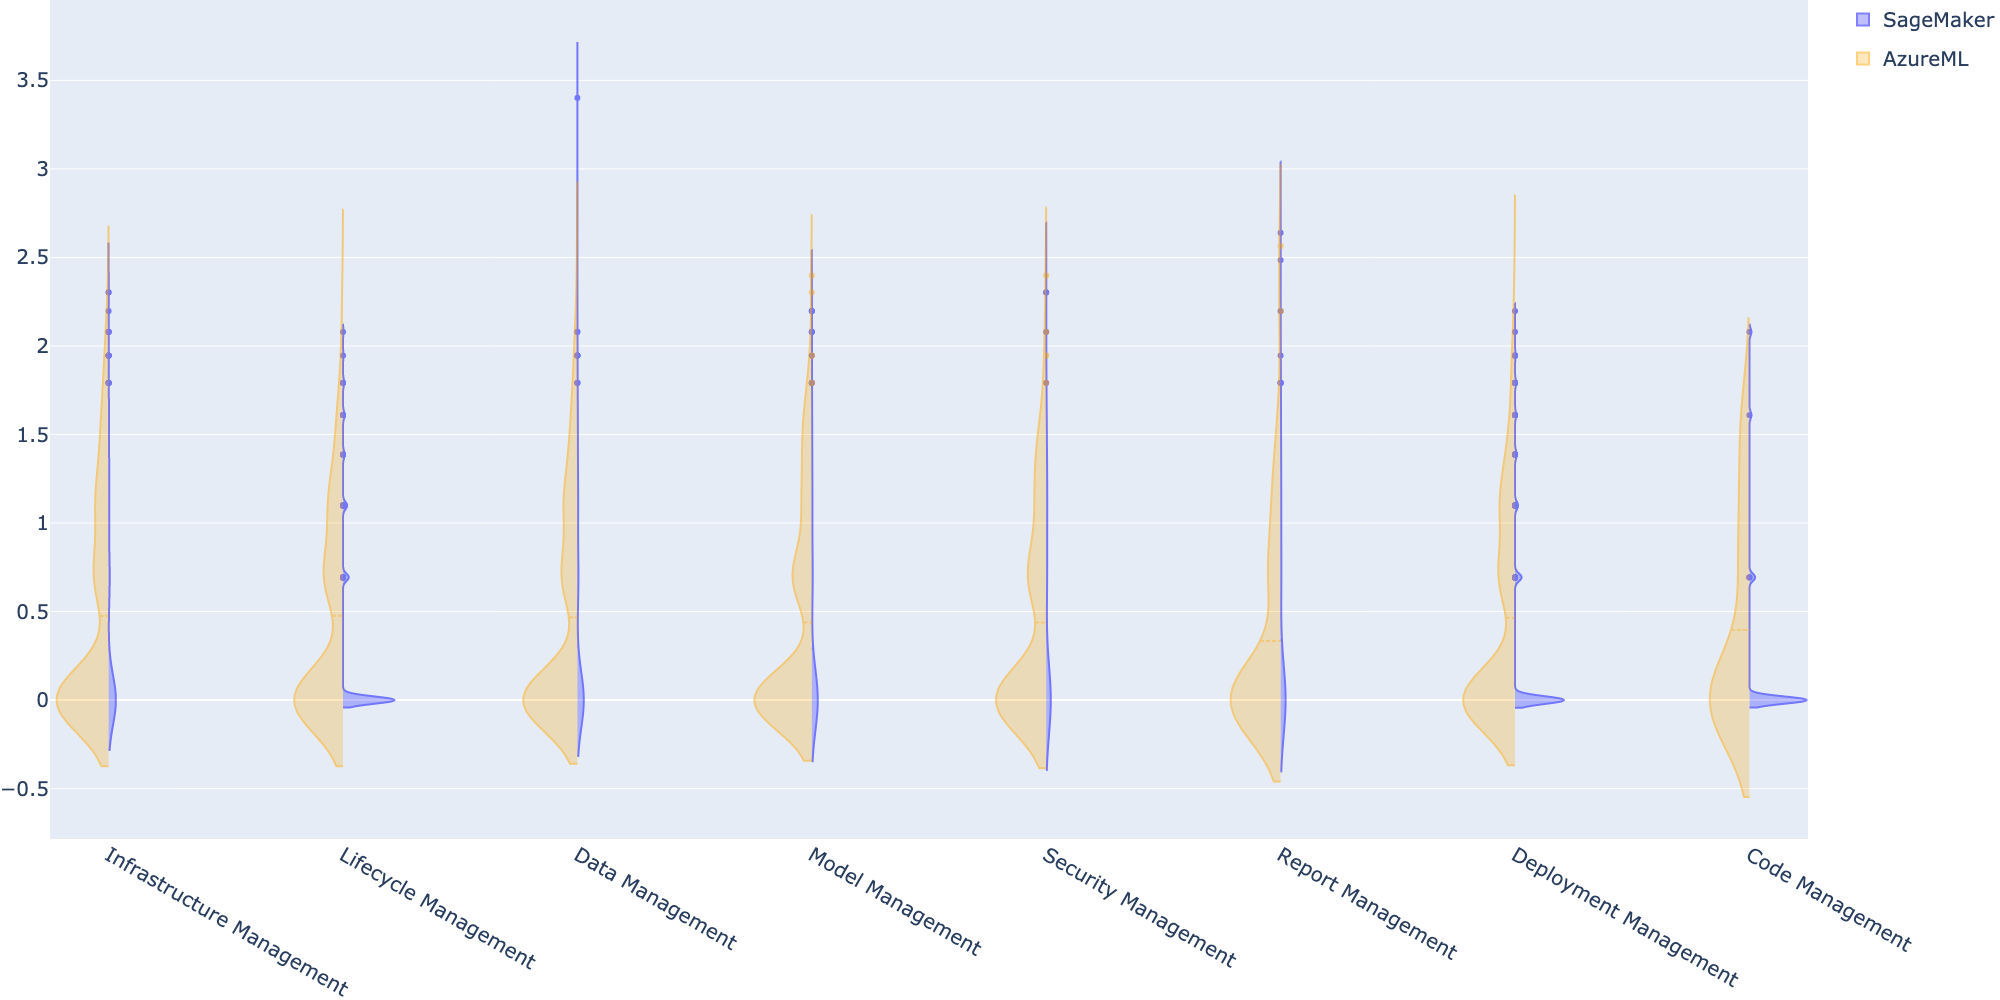 SageMaker
AzureML
3.5
3
2.5
2
1.5
1
0.5
0
−0.5
Infrastructure Management
Lifecycle Management
Data Management
Model Management
Security Management
Report Management
Deployment Management
Code Management